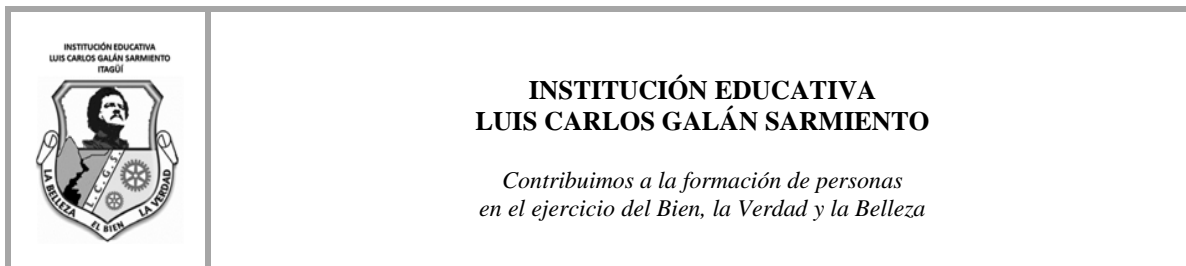 INSTITUCIÓN EDUCATIVA
LUIS CARLOS GALÁN SARMIENTO
ITAGÜÍ
L.C.G.S.
LA BELLEZA
EL BIEN
LA VERDAD
INSTITUCIÓN EDUCATIVA
LUIS CARLOS GALÁN SARMIENTO
Contribuimos a la formación de personas
en el ejercicio del Bien, la Verdad y la Belleza